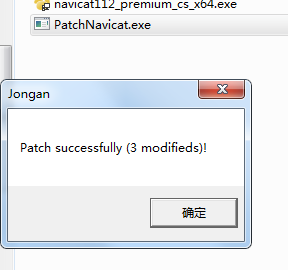 navicat112_premium_cs_x64.exe
PatchNavicat.exe
Jongan
Patch successfully (3 modifieds)!
确定